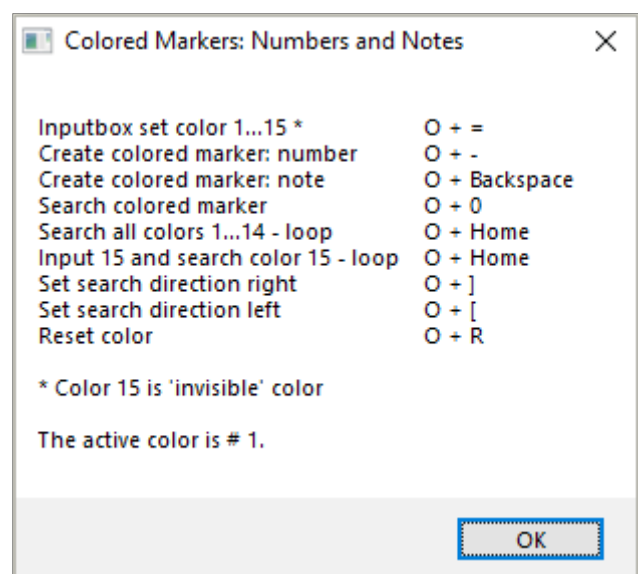 Colored Markers: Numbers and Notes
Inputbox set color 1...15 * O + =
Create colored marker: number O + -
Create colored marker: note O + Backspace
Search colored marker O + 0
Search all colors 1...14 - loop O + Home
Input 15 and search color 15 - loop O + Home
Set search direction right O + ]
Set search direction left O + [
Reset color O + R
* Color 15 is 'invisible' color
The active color is # 1.
OK